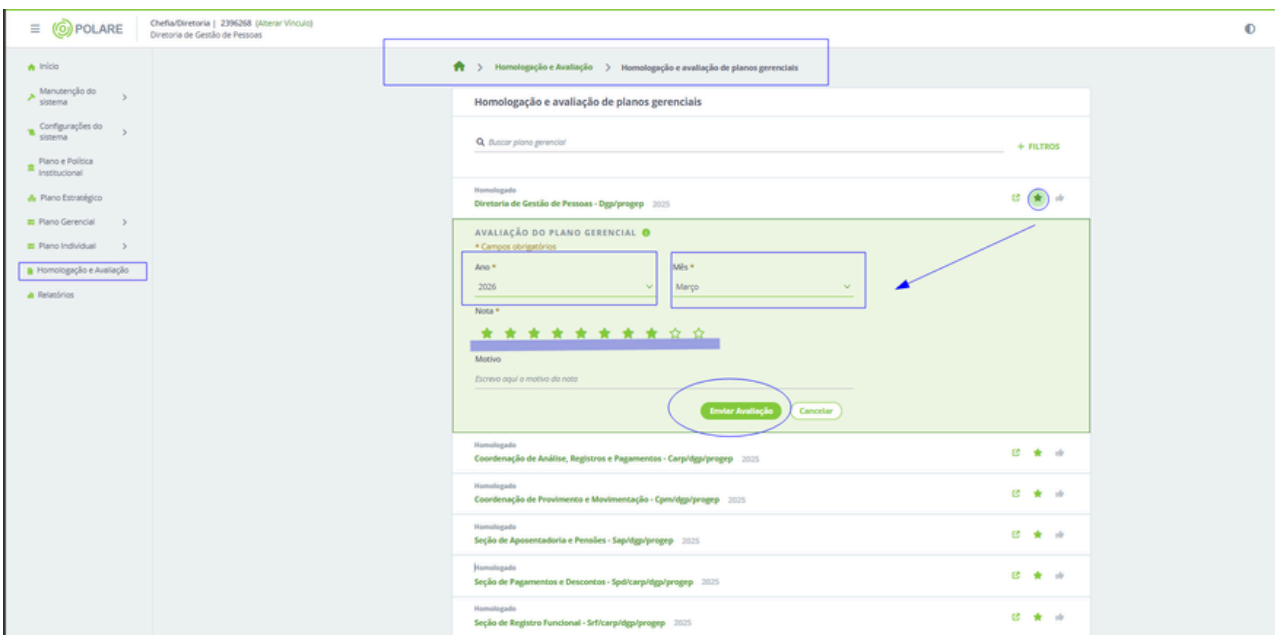 POLARE
Chefia/Diretoria | 2396268 (Alterar Vínculo)
Diretoria de Gestão de Pessoas
Início
Manutenção do
sistema
Configurações do
sistema
Plano e Política
Institucional
Plano Estratégico
Plano Gerencial
Plano Individual
Homologação e Avaliação
Relatórios
Homologação e Avaliação > Homologação e avaliação de planos gerenciais
Homologação e avaliação de planos gerenciais
Buscar plano gerencial
+ FILTROS
Homologado
Diretoria de Gestão de Pessoas - Dgp/progep 2025
AVALIAÇÃO DO PLANO GERENCIAL
* Campos obrigatórios
Ano * Mês *
2026 Março
Nota *
Motivo
Escreva aqui o motivo da nota
Enviar Avaliação Cancelar
Homologado
Coordenação de Análise, Registros e Pagamentos - Carp/dgp/progep 2025
Homologado
Coordenação de Provimento e Movimentação - Cpm/dgp/progep 2025
Homologado
Seção de Aposentadoria e Pensões - Sap/dgp/progep 2025
Homologado
Seção de Pagamentos e Descontos - Spd/carp/dgp/progep 2025
Homologado
Seção de Registro Funcional - Srf/carp/dgp/progep 2025